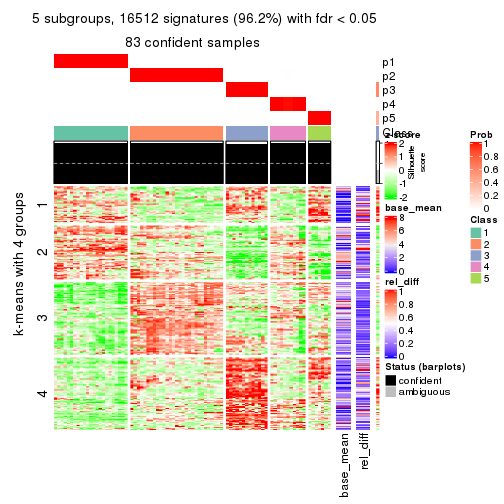 5 subgroups, 16512 signatures (96.2%) with fdr < 0.05
83 confident samples
p1
p2
p3
p4
p5
Class
Silhouette
score
k-means with 4 groups
1
2
3
4
base_mean
rel_diff
z-score
2
1
0
-1
-2
base_mean
8
6
4
2
0
rel_diff
1
0.8
0.6
0.4
0.2
0
Status (barplots)
confident
ambiguous
Prob
1
0.8
0.6
0.4
0.2
0
Class
1
2
3
4
5